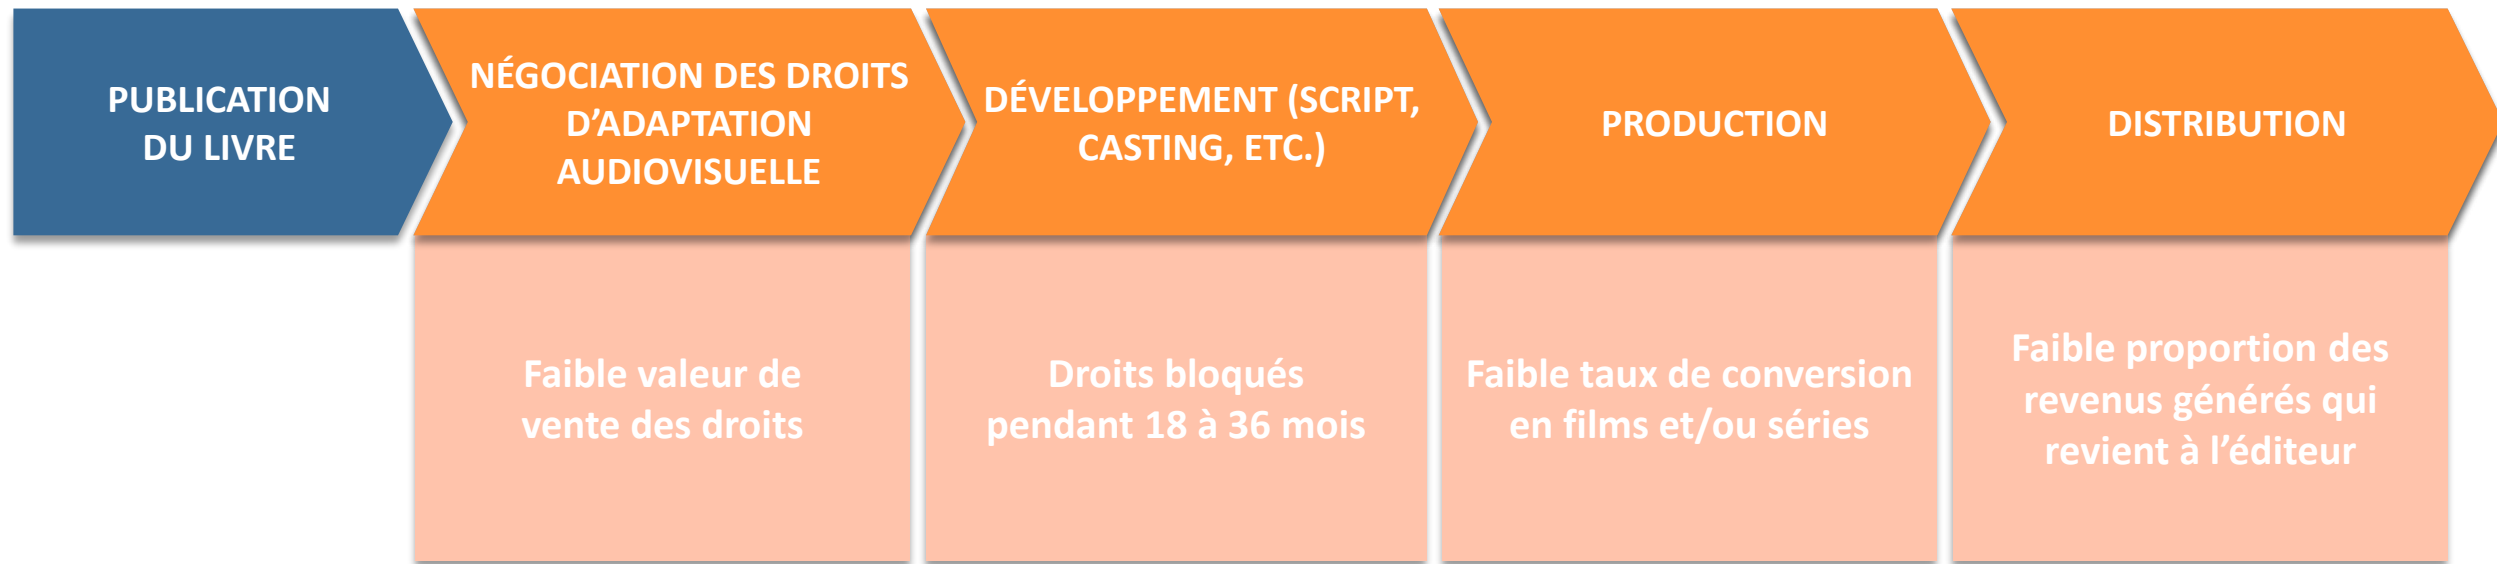 PUBLICATION
DU LIVRE
NÉGOCIATION DES DROITS
D’ADAPTATION
AUDIOVISUELLE
DÉVELOPPEMENT (SCRIPT,
CASTING, ETC.)
PRODUCTION
DISTRIBUTION
Faible valeur de
vente des droits
Droits bloqués
pendant 18 à 36 mois
Faible taux de conversion
en films et/ou séries
Faible proportion des
revenus générés qui
revient à l’éditeur